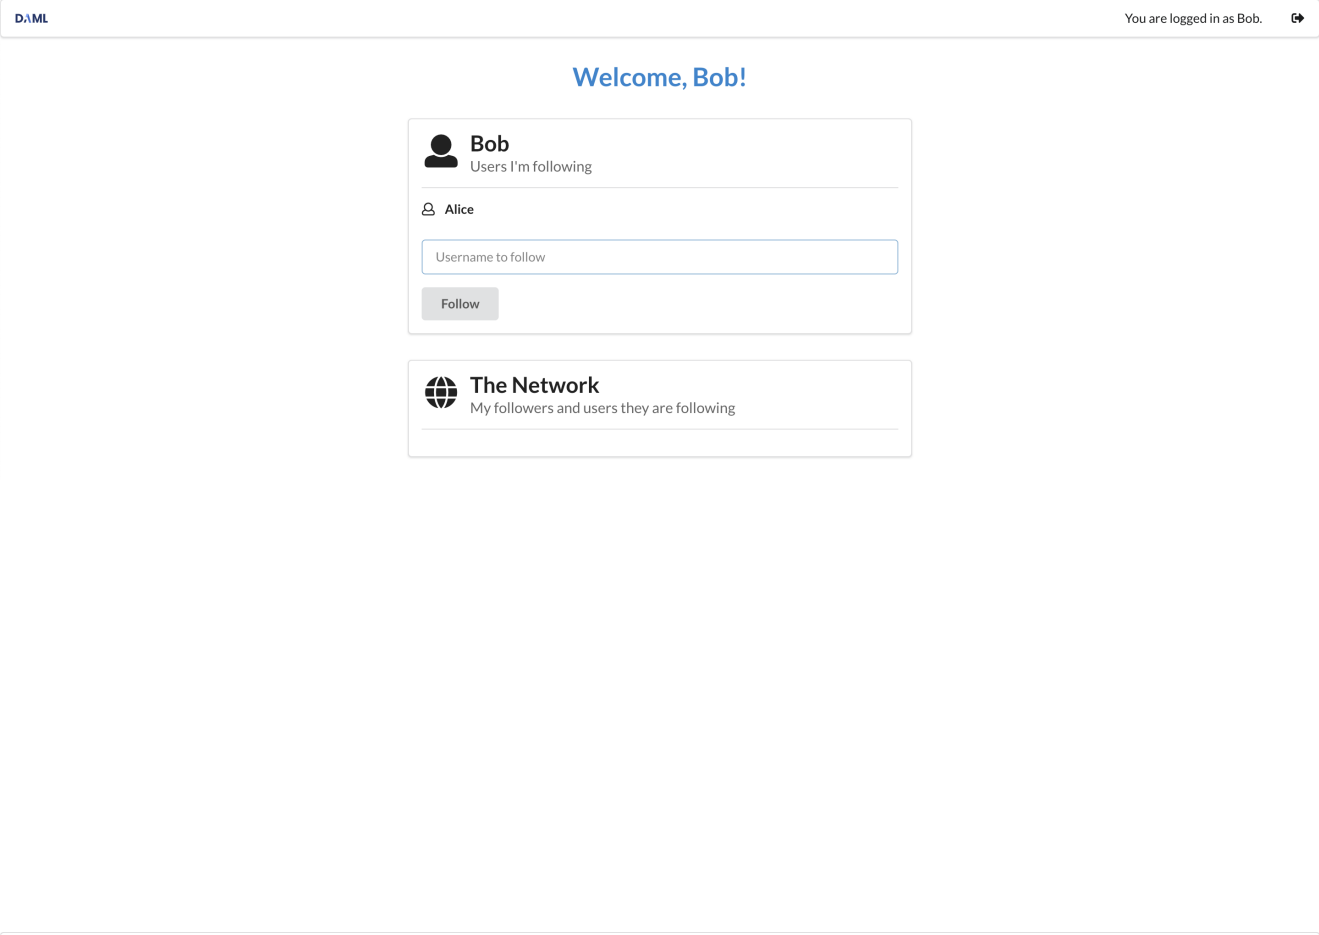 DAML
You are logged in as Bob.
Welcome, Bob!
Bob
Users I'm following
Alice
Username to follow
Follow
The Network
My followers and users they are following